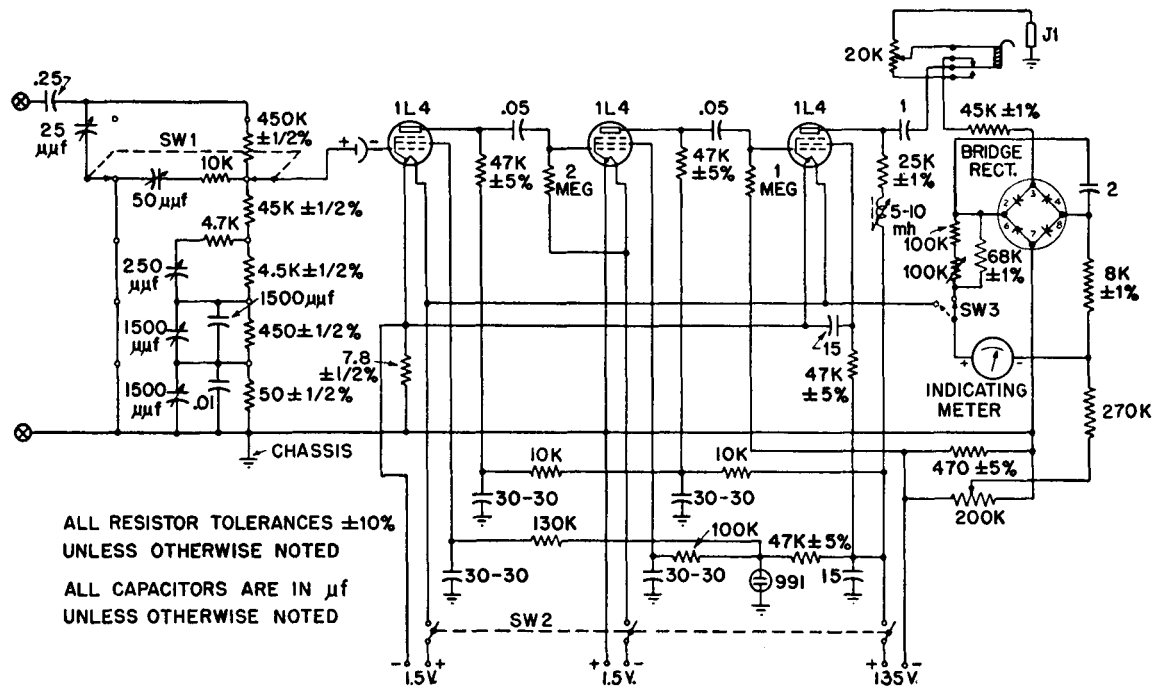 .25
25
μμf
450K
±1/2%
SW1
10K
50μμf
45K ±1/2%
4.7K
250
μμf
4.5K±1/2%
1500μμf
1500
μμf
450±1/2%
1500
μμf
.01
50±1/2%
CHASSIS
+
-
1L4
7.8
±1/2%
47K
±5%
.05
2
MEG
1L4
47K
±5%
.05
1
MEG
1L4
15
47K
±5%
1
25K
±1%
5-10
mh
20K
J1
45K±1%
BRIDGE
RECT.
2
3
4
6
7
8
2
100K
100K
68K
±1%
8K
±1%
SW3
+
-
INDICATING
METER
270K
470±5%
200K
10K
10K
30-30
30-30
130K
100K
47K±5%
30-30
30-30
991
15
SW2
- +
1.5V.
+ -
1.5V.
+ -
135V.
ALL RESISTOR TOLERANCES ±10%
UNLESS OTHERWISE NOTED
ALL CAPACITORS ARE IN μf
UNLESS OTHERWISE NOTED